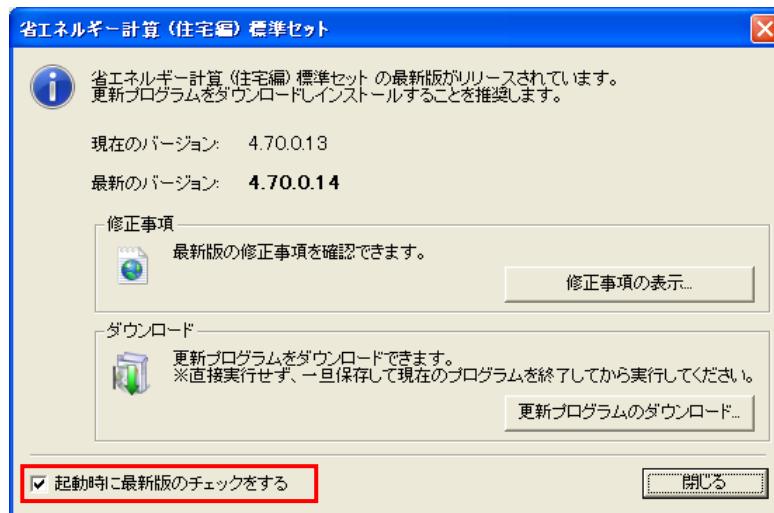 省エネルギー計算（住宅編）標準セット
省エネルギー計算（住宅編）標準セット の最新版がリリースされています。
更新プログラムをダウンロードしインストールすることを推奨します。
現在のバージョン: 4.70.0.13
最新のバージョン: 4.70.0.14
修正事項
最新版の修正事項を確認できます。
修正事項の表示...
ダウンロード
更新プログラムをダウンロードできます。
※直接実行せず、一旦保存して現在のプログラムを終了してから実行してください。
更新プログラムのダウンロード...
起動時に最新版のチェックをする
閉じる